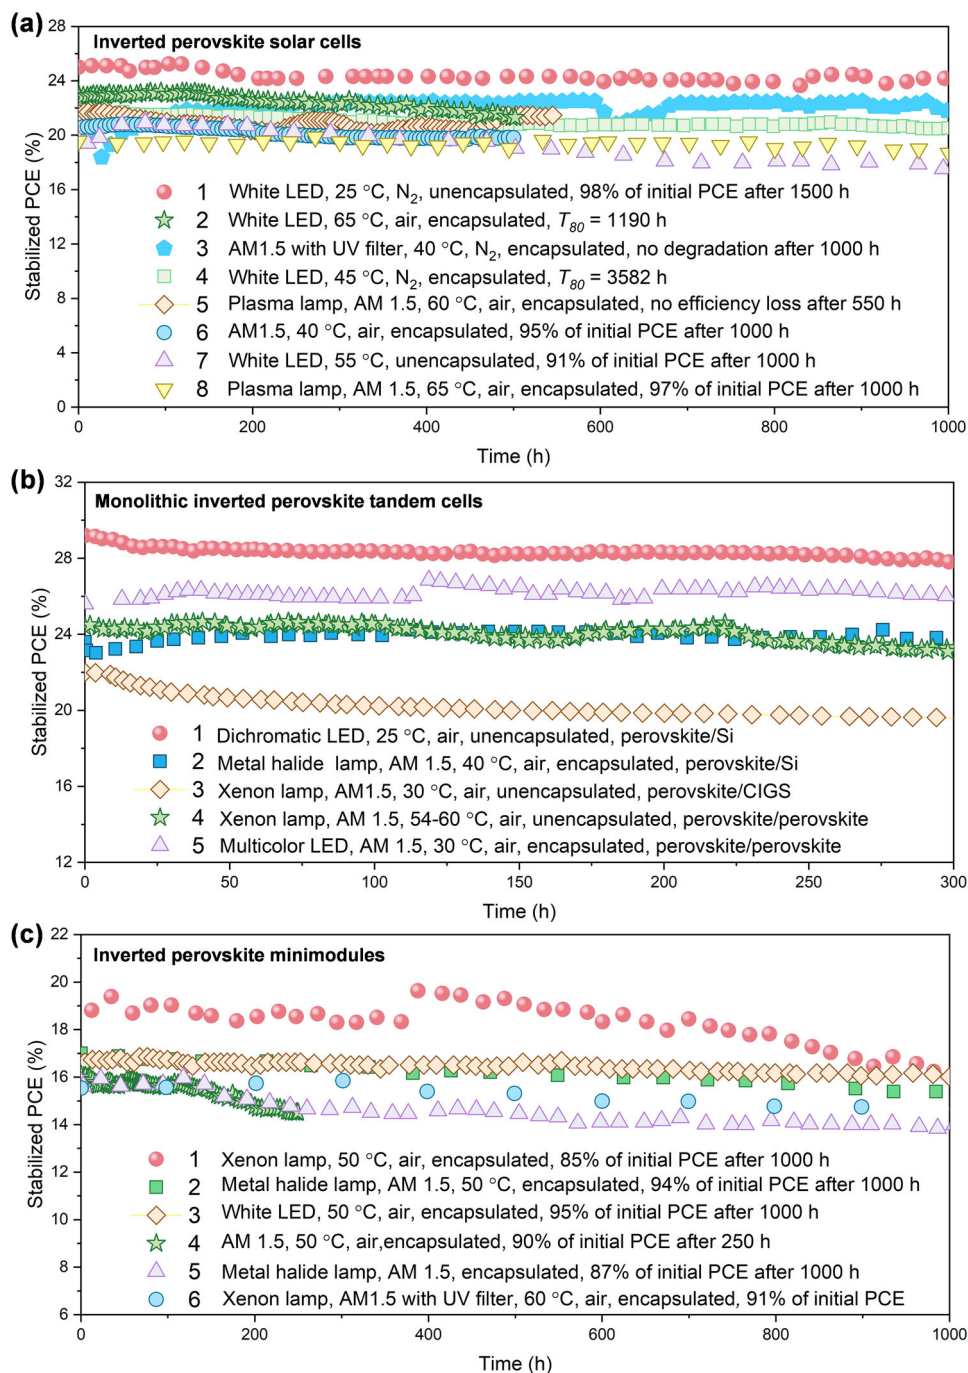 (a)
Inverted perovskite solar cells
28
24
20
16
12
8
4
0
Stabilized PCE (%)
1 White LED, 25 °C, N₂, unencapsulated, 98% of initial PCE after 1500 h
2 White LED, 65 °C, air, encapsulated, T₈₀ = 1190 h
3 AM1.5 with UV filter, 40 °C, N₂, encapsulated, no degradation after 1000 h
4 White LED, 45 °C, N₂, encapsulated, T₈₀ = 3582 h
5 Plasma lamp, AM 1.5, 60 °C, air, encapsulated, no efficiency loss after 550 h
6 AM1.5, 40 °C, air, encapsulated, 95% of initial PCE after 1000 h
7 White LED, 55 °C, unencapsulated, 91% of initial PCE after 1000 h
8 Plasma lamp, AM 1.5, 65 °C, air, encapsulated, 97% of initial PCE after 1000 h
0 200 400 600 800 1000
Time (h)
(b)
Monolithic inverted perovskite tandem cells
32
28
24
20
16
12
Stabilized PCE (%)
1 Dichromatic LED, 25 °C, air, unencapsulated, perovskite/Si
2 Metal halide lamp, AM 1.5, 40 °C, air, encapsulated, perovskite/Si
3 Xenon lamp, AM1.5, 30 °C, air, unencapsulated, perovskite/CIGS
4 Xenon lamp, AM 1.5, 54-60 °C, air, unencapsulated, perovskite/perovskite
5 Multicolor LED, AM 1.5, 30 °C, air, encapsulated, perovskite/perovskite
0 50 100 150 200 250 300
Time (h)
(c)
Inverted perovskite minimodules
22
20
18
16
14
12
10
8
6
Stabilized PCE (%)
1 Xenon lamp, 50 °C, air, encapsulated, 85% of initial PCE after 1000 h
2 Metal halide lamp, AM 1.5, 50 °C, encapsulated, 94% of initial PCE after 1000 h
3 White LED, 50 °C, air, encapsulated, 95% of initial PCE after 1000 h
4 AM 1.5, 50 °C, air,encapsulated, 90% of initial PCE after 250 h
5 Metal halide lamp, AM 1.5, encapsulated, 87% of initial PCE after 1000 h
6 Xenon lamp, AM1.5 with UV filter, 60 °C, air, encapsulated, 91% of initial PCE
0 200 400 600 800 1000
Time (h)